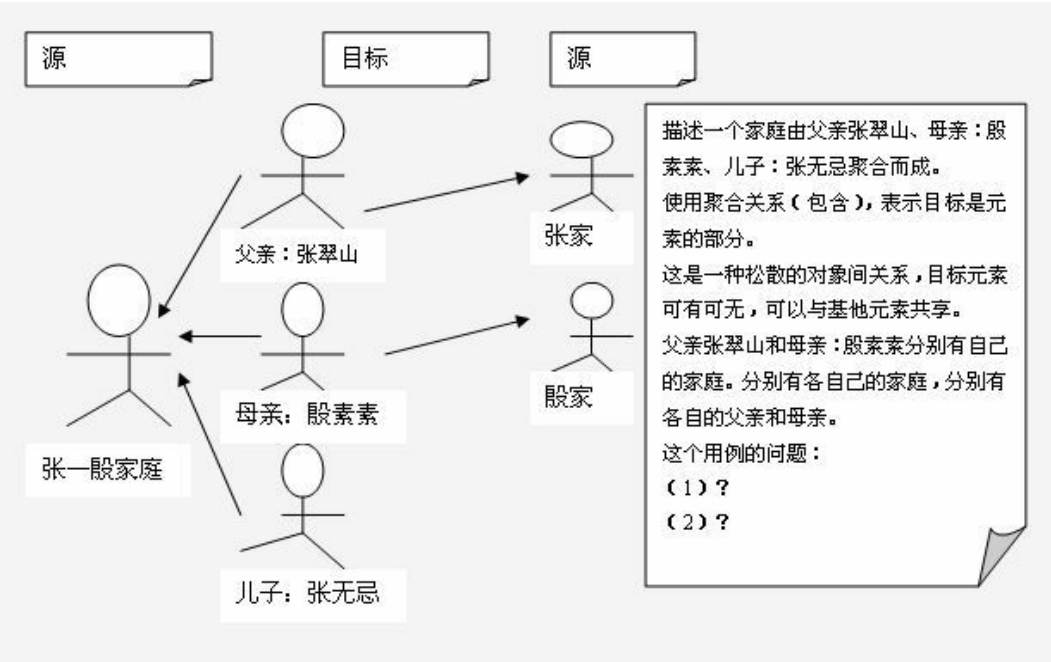 源
目标
源
父亲：张翠山
张家
母亲：殷素素
殷家
张一殷家庭
儿子：张无忌
描述一个家庭由父亲张翠山、母亲：殷
素素、儿子：张无忌聚合而成。
使用聚合关系（包含），表示目标是元
素的部分。
这是一种松散的对象间关系，目标元素
可有可无，可以与基他元素共享。
父亲张翠山和母亲：殷素素分别有自己
的家庭。分别有各自己的家庭，分别有
各自的父亲和母亲。
这个用例的问题：
（1）？
（2）？